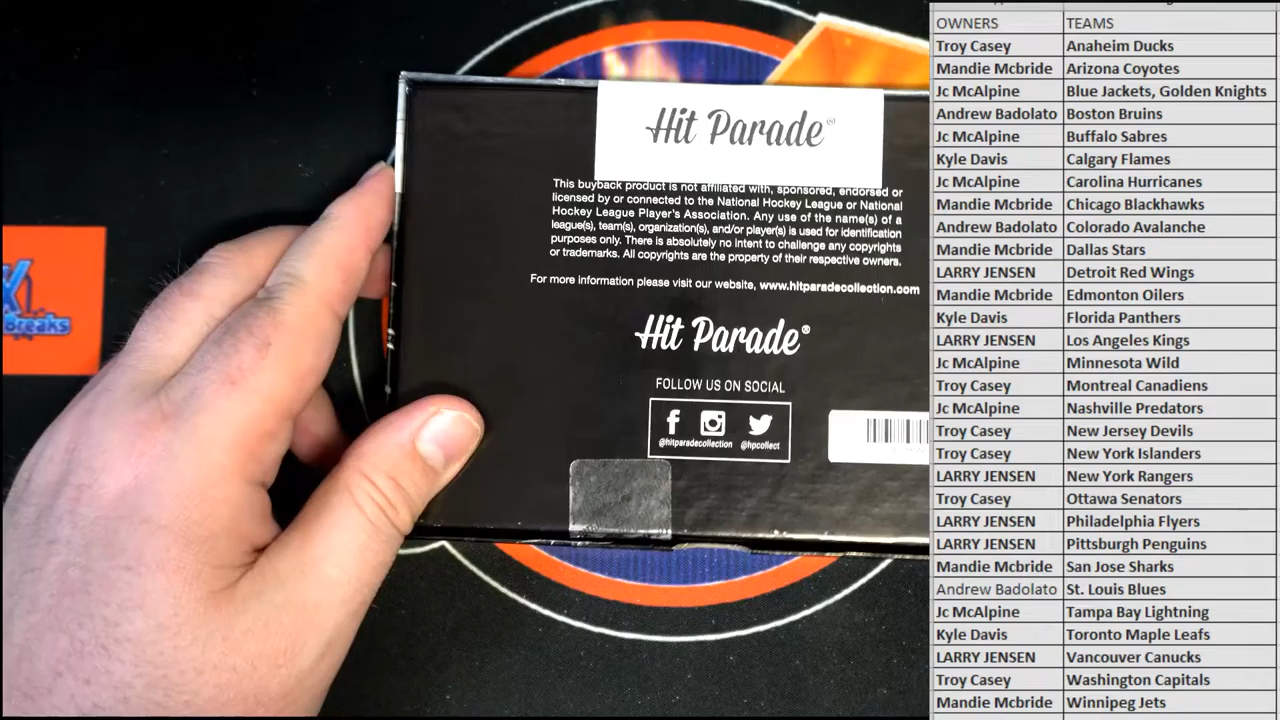 Hit Parade®
This buyback product is not affiliated with, sponsored, endorsed or
licensed by or connected to the National Hockey League or National
Hockey League Player's Association. Any use of the name(s) of a
league(s), team(s), organization(s), and/or player(s) is used for identification
purposes only. There is absolutely no intent to challenge any copyrights
or trademarks. All copyrights are the property of their respective owners.
For more information please visit our website, www.hitparadecollection.com
Hit Parade®
FOLLOW US ON SOCIAL
@hitparadecollection @hpcollect
Breaks
OWNERS TEAMS
Troy Casey Anaheim Ducks
Mandie Mcbride Arizona Coyotes
Jc McAlpine Blue Jackets, Golden Knights
Andrew Badolato Boston Bruins
Jc McAlpine Buffalo Sabres
Kyle Davis Calgary Flames
Jc McAlpine Carolina Hurricanes
Mandie Mcbride Chicago Blackhawks
Andrew Badolato Colorado Avalanche
Mandie Mcbride Dallas Stars
LARRY JENSEN Detroit Red Wings
Mandie Mcbride Edmonton Oilers
Kyle Davis Florida Panthers
LARRY JENSEN Los Angeles Kings
Jc McAlpine Minnesota Wild
Troy Casey Montreal Canadiens
Jc McAlpine Nashville Predators
Troy Casey New Jersey Devils
Troy Casey New York Islanders
LARRY JENSEN New York Rangers
Troy Casey Ottawa Senators
LARRY JENSEN Philadelphia Flyers
LARRY JENSEN Pittsburgh Penguins
Mandie Mcbride San Jose Sharks
Andrew Badolato St. Louis Blues
Jc McAlpine Tampa Bay Lightning
Kyle Davis Toronto Maple Leafs
LARRY JENSEN Vancouver Canucks
Troy Casey Washington Capitals
Mandie Mcbride Winnipeg Jets